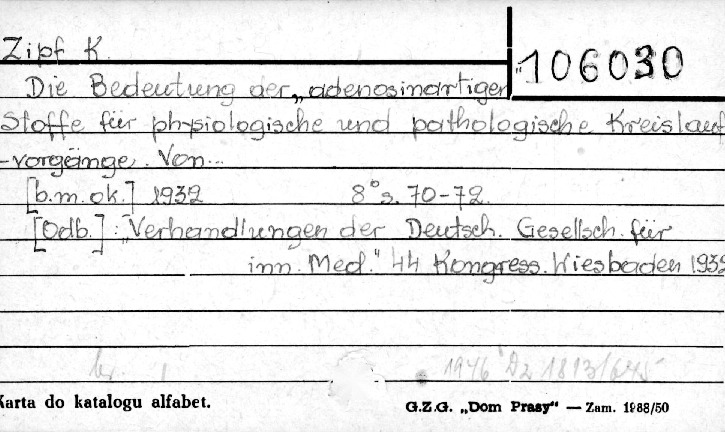 Zipf K.
106030
Die Bedeutung der „adenosinartigen
Stoffe für physiologische und pathologische Kreislauf
-vorgänge. Von...
[b.m.ok.] 1932 8° s. 70-72.
[Odb.]: „Verhandlungen der Deutsch. Gesellsch. für
inn. Med." 44 Kongress. Wiesbaden 1932
1946 Dz 1813/645
Karta do katalogu alfabet.
G.Z.G. „Dom Prasy" — Zam. 1988/50